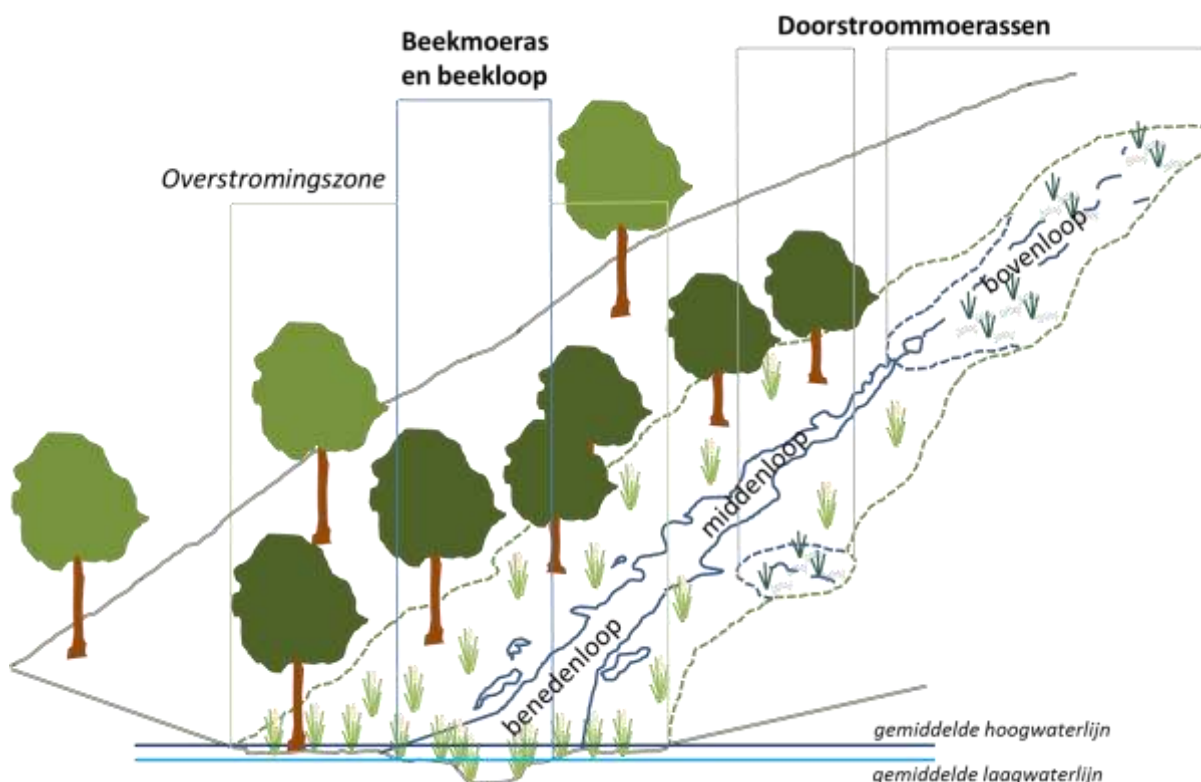 Doorstroommoerassen
Beekmoeras
en beekloop
Overstromingszone
bovenloop
middenloop
benedenloop
gemiddelde hoogwaterlijn
gemiddelde laagwaterlijn